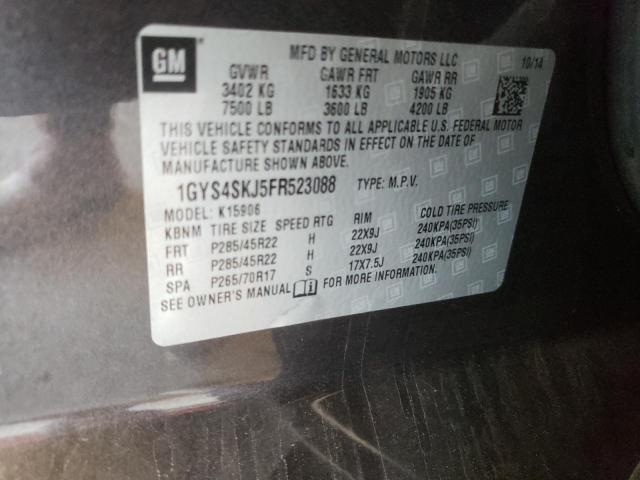 GM
MFD BY GENERAL MOTORS LLC 10/14
GVWR GAWR FRT GAWR RR
3402 KG 1633 KG 1905 KG
7500 LB 3600 LB 4200 LB
THIS VEHICLE CONFORMS TO ALL APPLICABLE U.S. FEDERAL MOTOR
VEHICLE SAFETY STANDARDS IN EFFECT ON THE DATE OF
MANUFACTURE SHOWN ABOVE.
1GYS4SKJ5FR523088 TYPE: M.P.V.
MODEL: K15906
KBNM TIRE SIZE SPEED RTG RIM COLD TIRE PRESSURE
FRT P285/45R22 H 22X9J 240KPA(35PSI)
RR P285/45R22 H 22X9J 240KPA(35PSI)
SPA P265/70R17 S 17X7.5J 240KPA(35PSI)
SEE OWNER'S MANUAL FOR MORE INFORMATION.